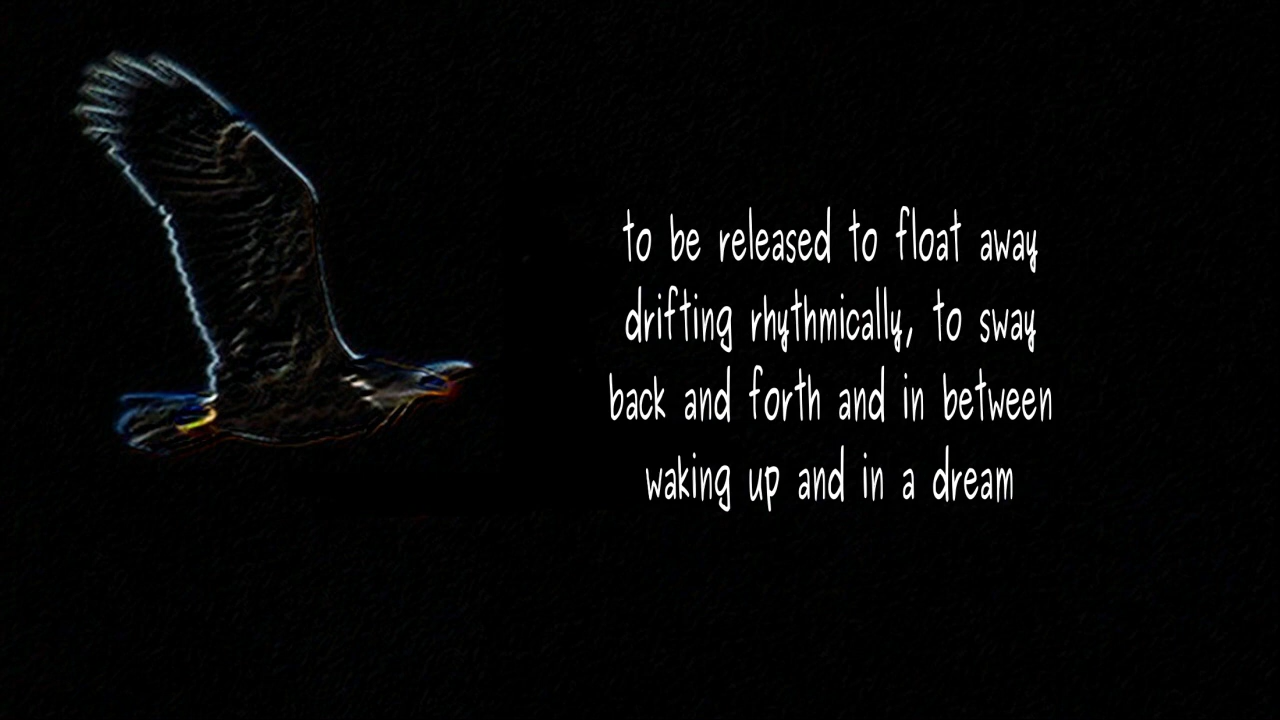 to be released to float away
drifting rhythmically, to sway
back and forth and in between
waking up and in a dream